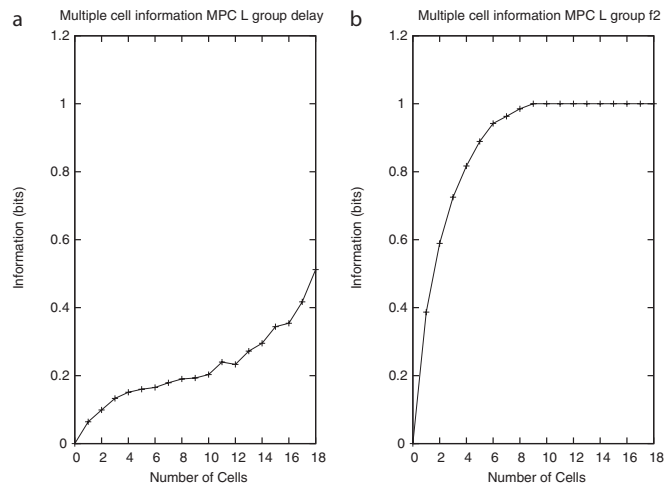 a
Multiple cell information MPC L group delay
1.2
1
0.8
0.6
0.4
0.2
0
Information (bits)
0 2 4 6 8 10 12 14 16 18
Number of Cells
b
Multiple cell information MPC L group f2
1.2
1
0.8
0.6
0.4
0.2
0
Information (bits)
0 2 4 6 8 10 12 14 16 18
Number of Cells